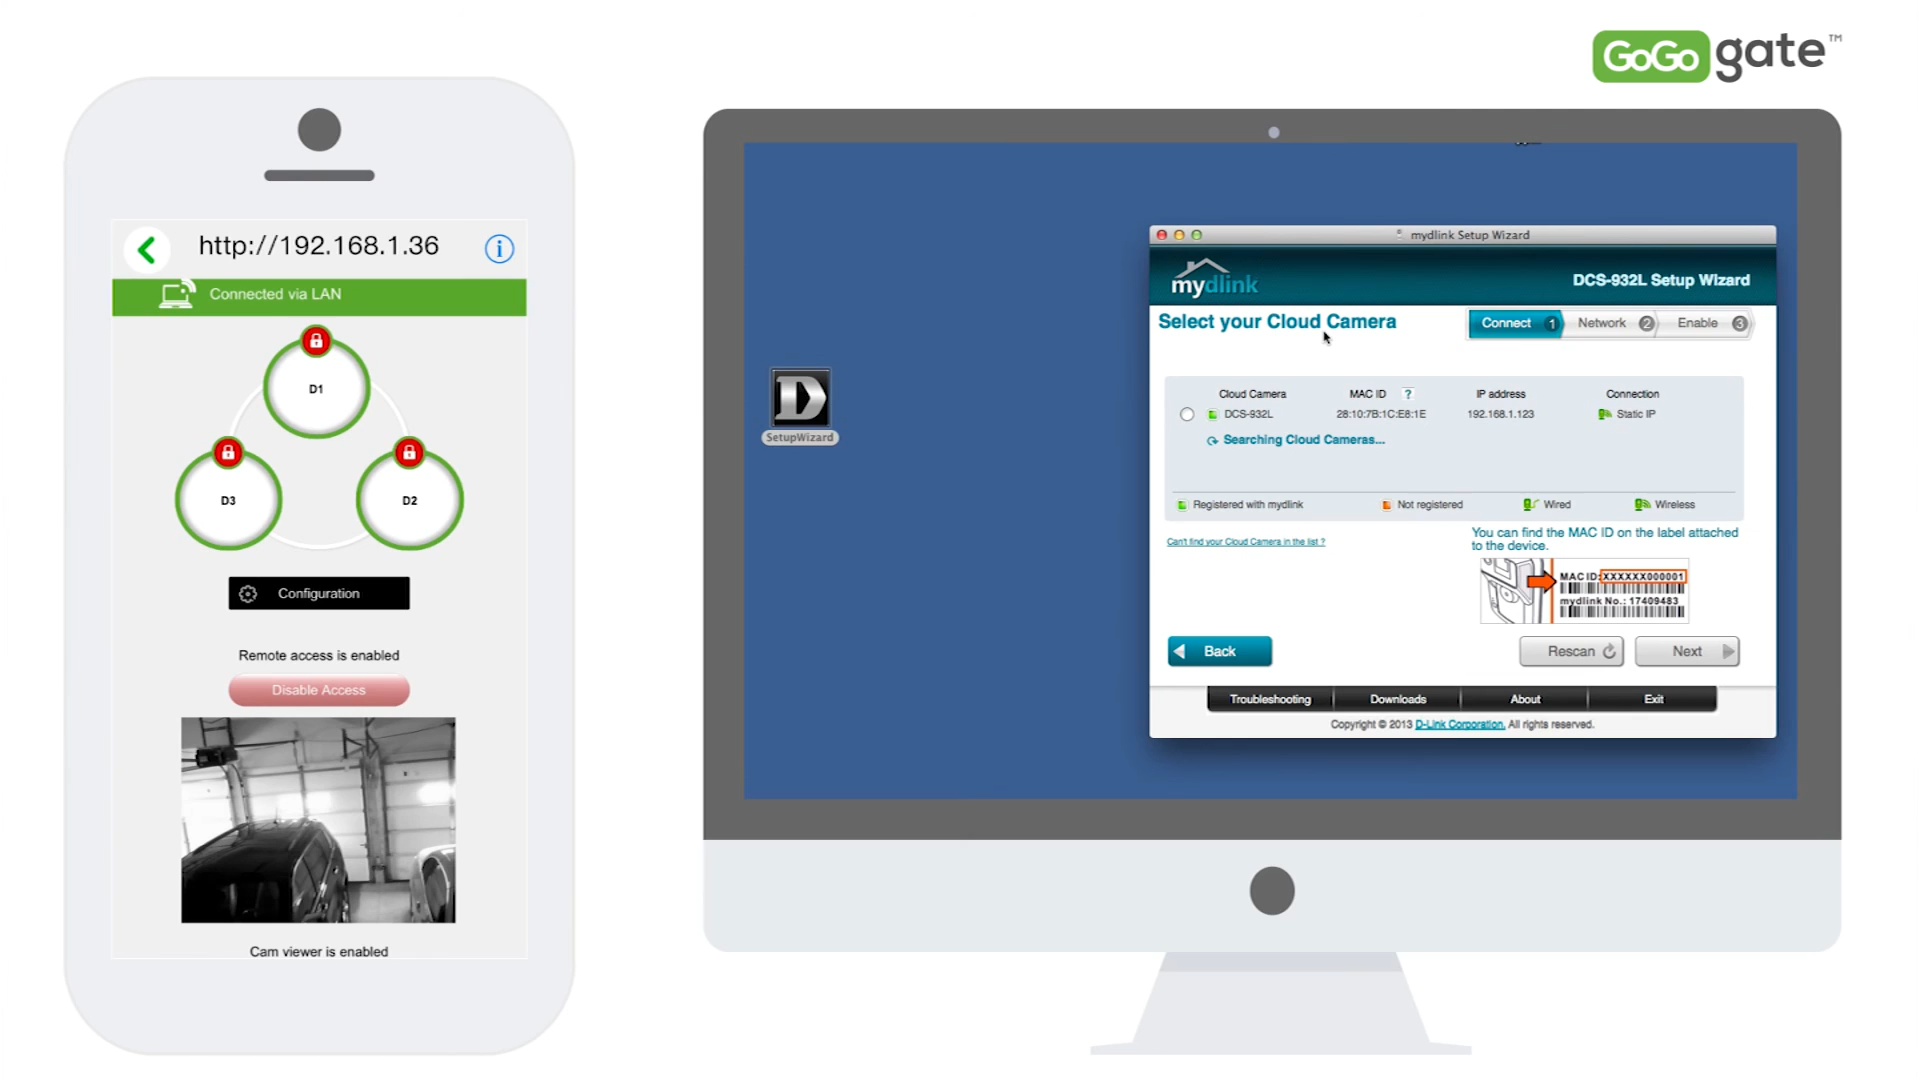 GoGo gate™
http://192.168.1.36
Connected via LAN
D1
D3
D2
Configuration
Remote access is enabled
Disable Access
Cam viewer is enabled
D
SetupWizard
mydlink Setup Wizard
mydlink
DCS-932L Setup Wizard
Select your Cloud Camera
Connect 1 Network 2 Enable 3
Cloud Camera MAC ID ? IP address Connection
DCS-932L 28:10:7B:1C:E8:1E 192.168.1.123 Static IP
Searching Cloud Cameras...
Registered with mydlink Not registered Wired Wireless
Can't find your Cloud Camera in the list ?
You can find the MAC ID on the label attached
to the device.
MAC ID:XXXXXX000001
mydlink No.: 17409483
Back Rescan Next
Troubleshooting Downloads About Exit
Copyright © 2013 D-Link Corporation. All rights reserved.